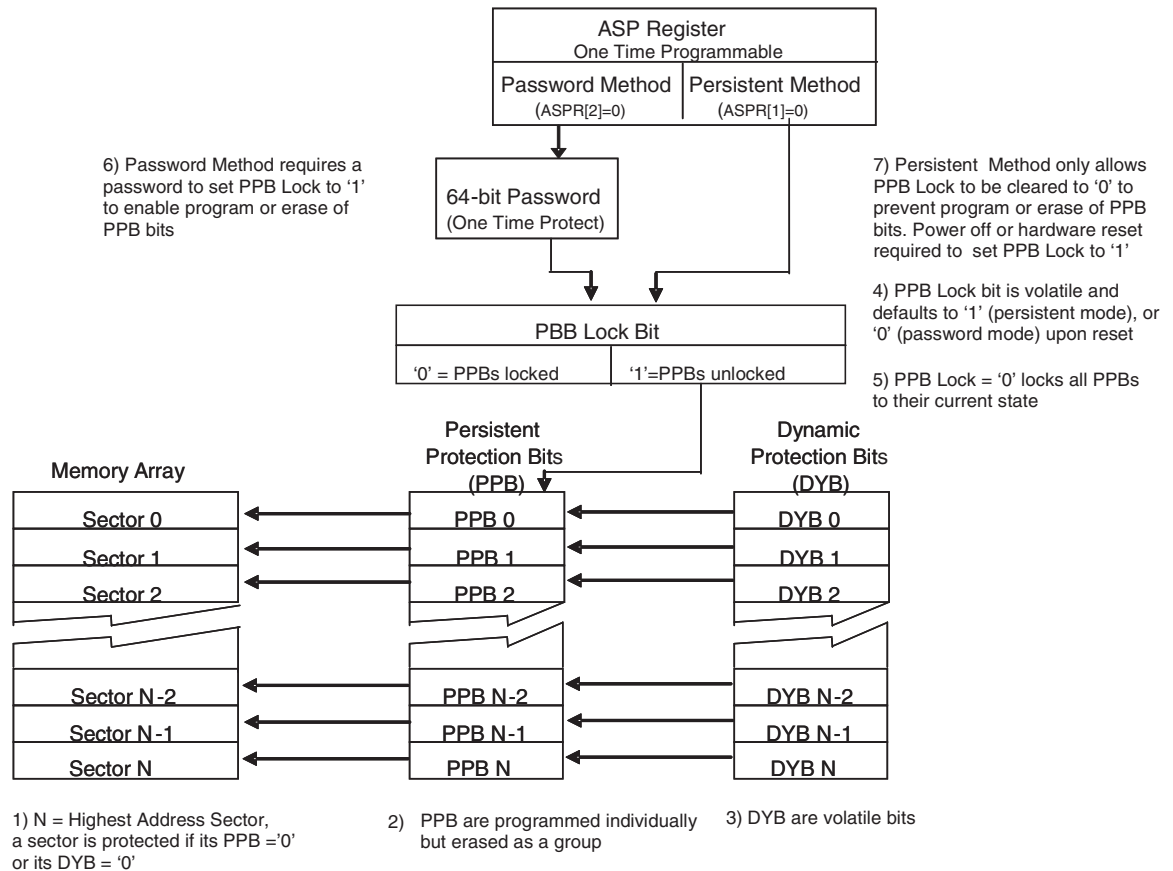 ASP Register
One Time Programmable
Password Method
(ASPR[2]=0)
Persistent Method
(ASPR[1]=0)
6) Password Method requires a
password to set PPB Lock to ‘1’
to enable program or erase of
PPB bits
64-bit Password
(One Time Protect)
7) Persistent Method only allows
PPB Lock to be cleared to ‘0’ to
prevent program or erase of PPB
bits. Power off or hardware reset
required to set PPB Lock to ‘1’
4) PPB Lock bit is volatile and
defaults to ‘1’ (persistent mode), or
‘0’ (password mode) upon reset
5) PPB Lock = ‘0’ locks all PPBs
to their current state
PBB Lock Bit
‘0’ = PPBs locked
‘1’=PPBs unlocked
Memory Array
Persistent
Protection Bits
(PPB)
Dynamic
Protection Bits
(DYB)
Sector 0
PPB 0
DYB 0
Sector 1
PPB 1
DYB 1
Sector 2
PPB 2
DYB 2
Sector N-2
PPB N-2
DYB N-2
Sector N-1
PPB N-1
DYB N-1
Sector N
PPB N
DYB N
1) N = Highest Address Sector,
a sector is protected if its PPB =‘0’
or its DYB = ‘0’
2) PPB are programmed individually
but erased as a group
3) DYB are volatile bits